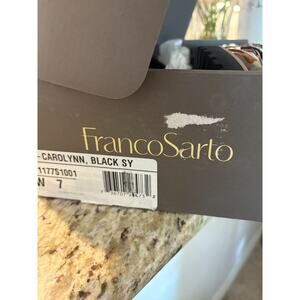 FrancoSarto
-CAROLYNN, BLACK SY
1177S1001
W 7